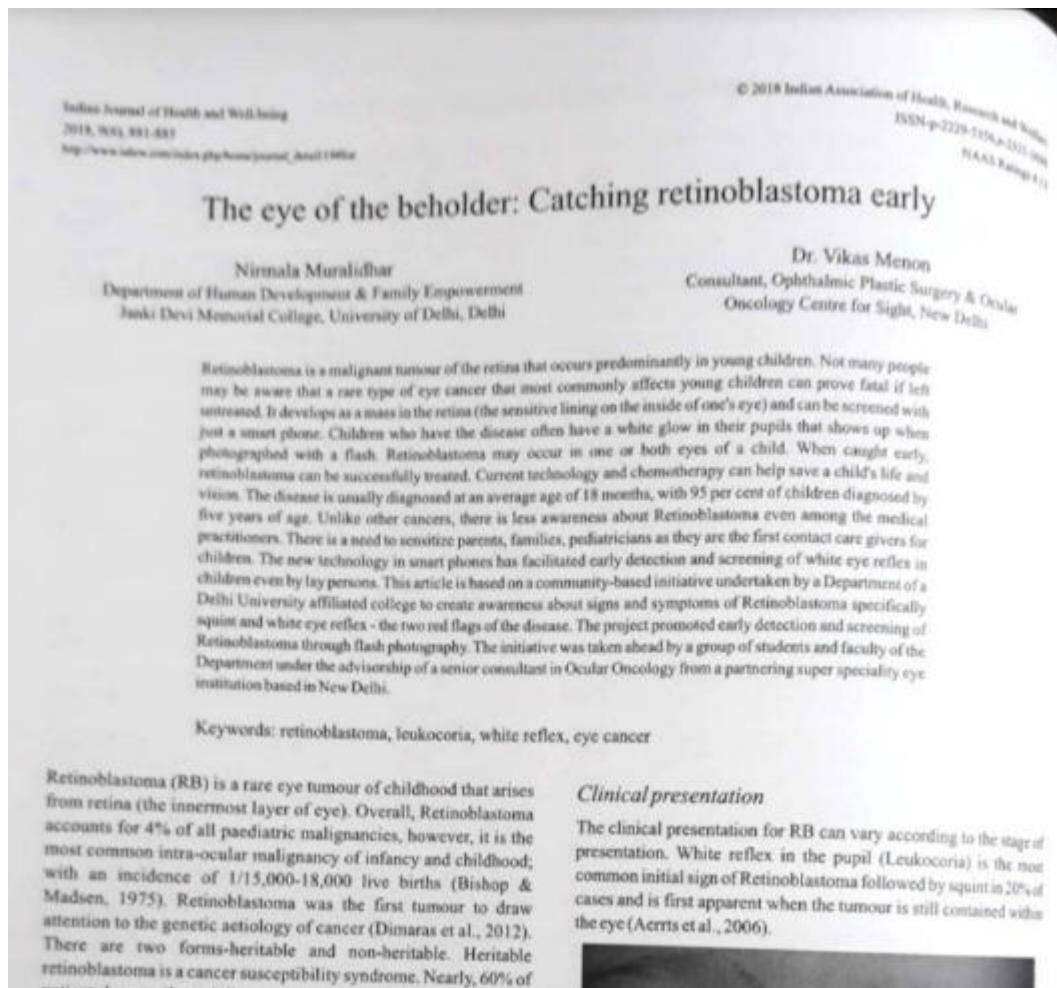 Indian Journal of Health and Well-being
2018, 9(6), 881-885
© 2018 Indian Association of Health, Research and
The eye of the beholder: Catching retinoblastoma early
Nirmala Muralidhar
Department of Human Development & Family Empowerment
Janki Devi Memorial College, University of Delhi, Delhi
Dr. Vikas Menon
Consultant, Ophthalmic Plastic Surgery & Ocular
Oncology Centre for Sight, New Delhi
Retinoblastoma is a malignant tumour of the retina that occurs predominantly in young children. Not many people
may be aware that a rare type of eye cancer that most commonly affects young children can prove fatal if left
untreated. It develops as a mass in the retina (the sensitive lining on the inside of one's eye) and can be screened with
just a smart phone. Children who have the disease often have a white glow in their pupils that shows up when
photographed with a flash. Retinoblastoma may occur in one or both eyes of a child. When caught early,
retinoblastoma can be successfully treated. Current technology and chemotherapy can help save a child's life and
vision. The disease is usually diagnosed at an average age of 18 months, with 95 per cent of children diagnosed by
five years of age. Unlike other cancers, there is less awareness about Retinoblastoma even among the medical
practitioners. There is a need to sensitize parents, families, pediatricians as they are the first contact care givers for
children. The new technology in smart phones has facilitated early detection and screening of white eye reflex in
children even by lay persons. This article is based on a community-based initiative undertaken by a Department of a
Delhi University affiliated college to create awareness about signs and symptoms of Retinoblastoma specifically
squint and white eye reflex - the two red flags of the disease. The project promoted early detection and screening of
Retinoblastoma through flash photography. The initiative was taken ahead by a group of students and faculty of the
Department under the advisorship of a senior consultant in Ocular Oncology from a partnering super speciality eye
institution based in New Delhi.
Keywords: retinoblastoma, leukocoria, white reflex, eye cancer
Retinoblastoma (RB) is a rare eye tumour of childhood that arises
from retina (the innermost layer of eye). Overall, Retinoblastoma
accounts for 4% of all paediatric malignancies, however, it is the
most common intra-ocular malignancy of infancy and childhood;
with an incidence of 1/15,000-18,000 live births (Bishop &
Madsen, 1975). Retinoblastoma was the first tumour to draw
attention to the genetic aetiology of cancer (Dimaras et al., 2012).
There are two forms-heritable and non-heritable. Heritable
retinoblastoma is a cancer susceptibility syndrome. Nearly, 60% of
Clinical presentation
The clinical presentation for RB can vary according to the stage of
presentation. White reflex in the pupil (Leukocoria) is the most
common initial sign of Retinoblastoma followed by squint in 20% of
cases and is first apparent when the tumour is still contained within
the eye (Aerrts et al., 2006).